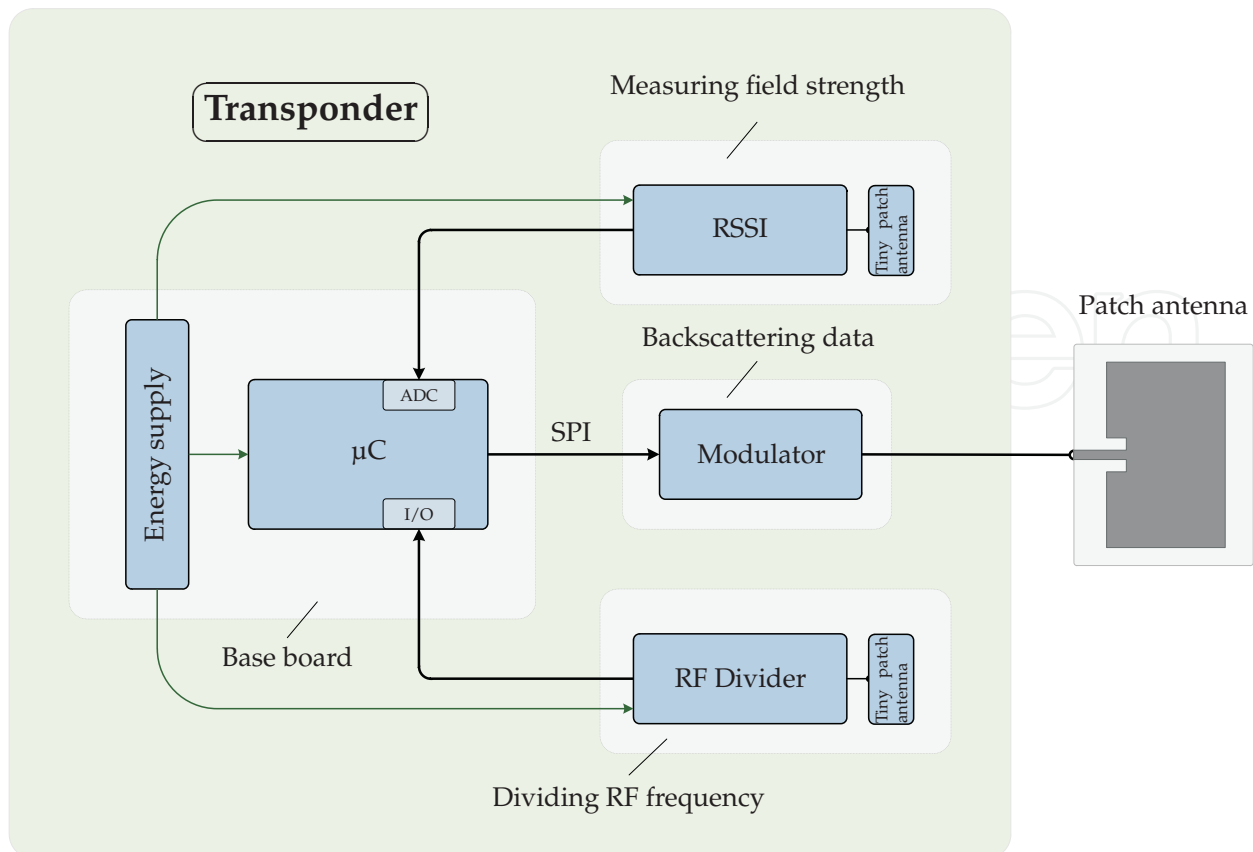 Transponder
Measuring field strength
RSSI
Tiny patch
antenna
Patch antenna
Backscattering data
Energy supply
ADC
µC
SPI
Modulator
I/O
Base board
RF Divider
Tiny patch
antenna
Dividing RF frequency